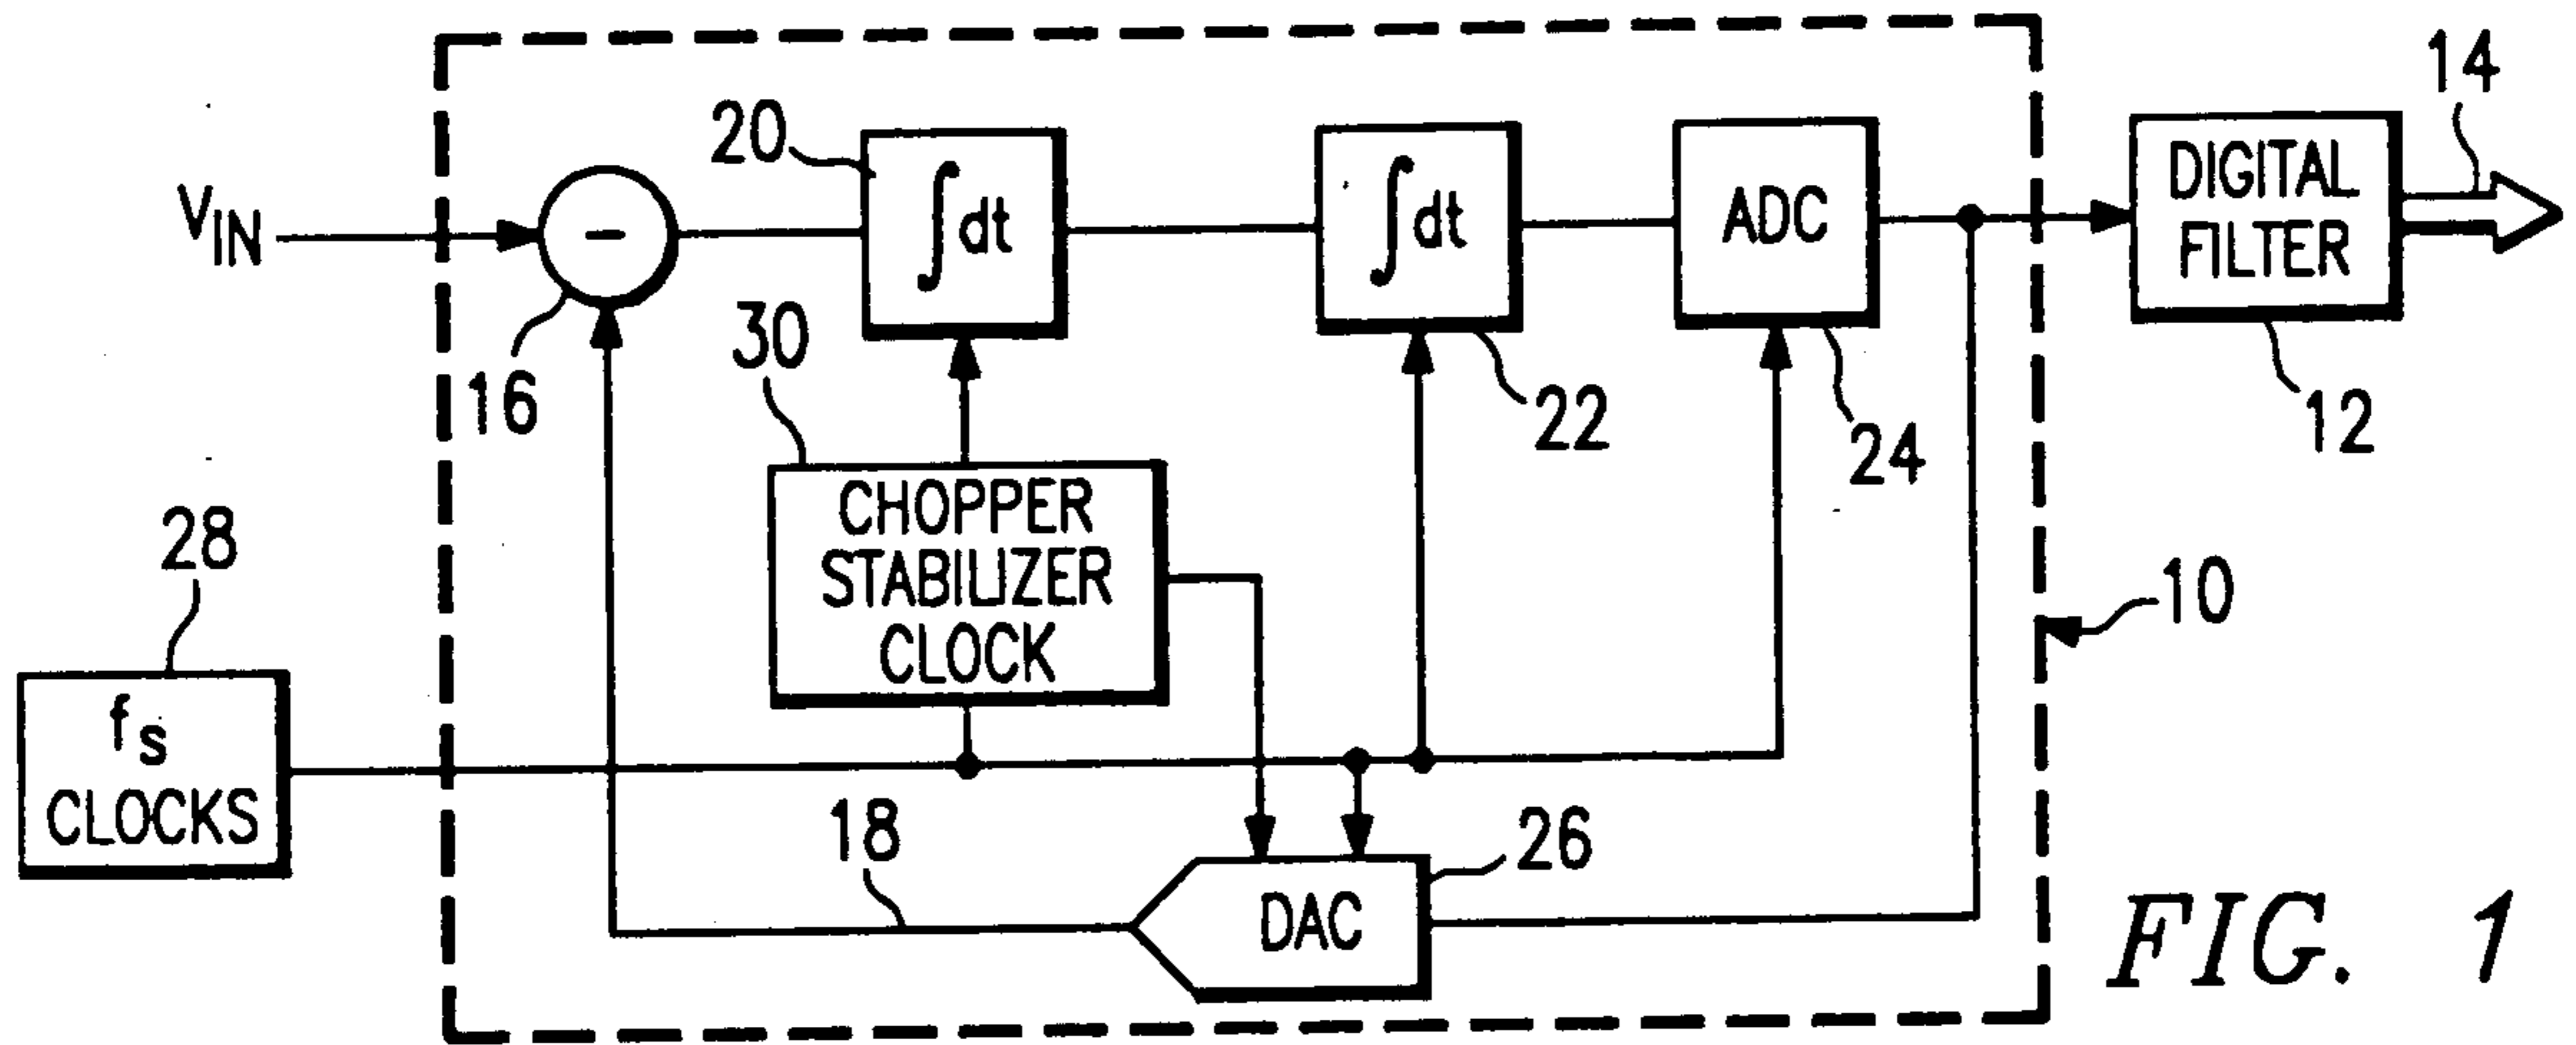 14
20
V_IN
−
∫dt
∫dt
ADC
DIGITAL
FILTER
16
30
22
24
12
CHOPPER
STABILIZER
CLOCK
28
f_s
CLOCKS
10
18
26
DAC
FIG. 1